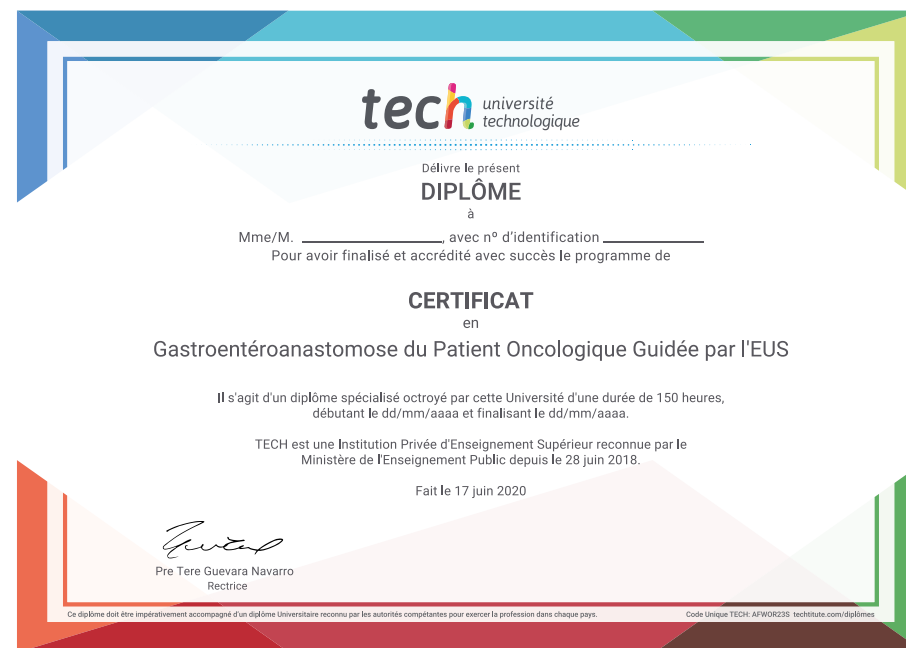 tech université
technologique
Délivre le présent
DIPLÔME
à
Mme/M. ____________________, avec nº d'identification ______________
Pour avoir finalisé et accrédité avec succès le programme de
CERTIFICAT
en
Gastroentéroanastomose du Patient Oncologique Guidée par l'EUS
Il s'agit d'un diplôme spécialisé octroyé par cette Université d'une durée de 150 heures,
débutant le dd/mm/aaaa et finalisant le dd/mm/aaaa.
TECH est une Institution Privée d'Enseignement Supérieur reconnue par le
Ministère de l'Enseignement Public depuis le 28 juin 2018.
Fait le 17 juin 2020
Pre Tere Guevara Navarro
Rectrice
Ce diplôme doit être impérativement accompagné d'un diplôme Universitaire reconnu par les autorités compétentes pour exercer la profession dans chaque pays.
Code Unique TECH: AFWOR23S techtitute.com/diplômes